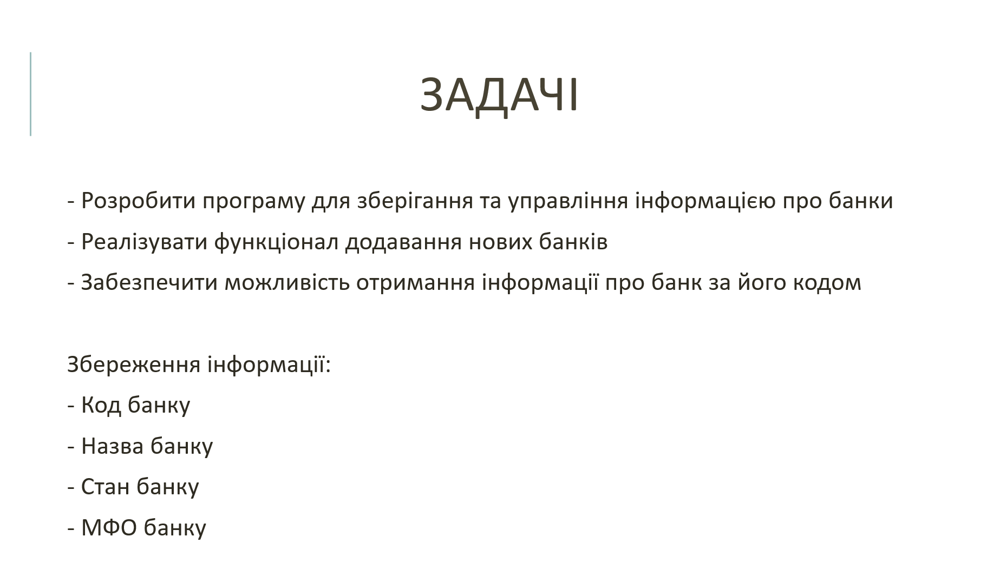 ЗАДАЧІ
- Розробити програму для зберігання та управління інформацією про банки
- Реалізувати функціонал додавання нових банків
- Забезпечити можливість отримання інформації про банк за його кодом
Збереження інформації:
- Код банку
- Назва банку
- Стан банку
- МФО банку